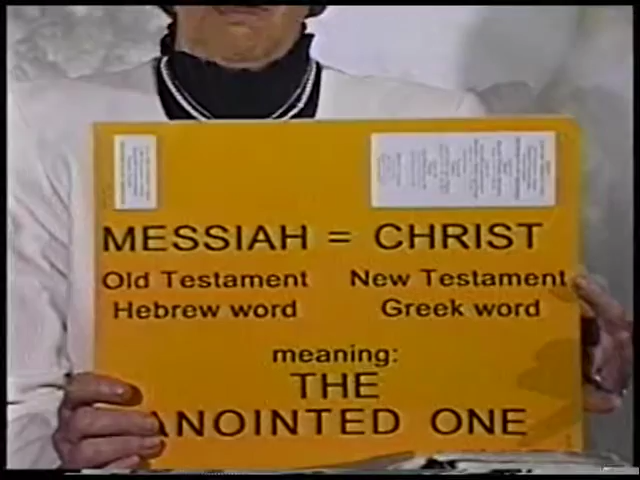 MESSIAH = CHRIST
Old Testament New Testament
Hebrew word Greek word
meaning:
THE
ANOINTED ONE